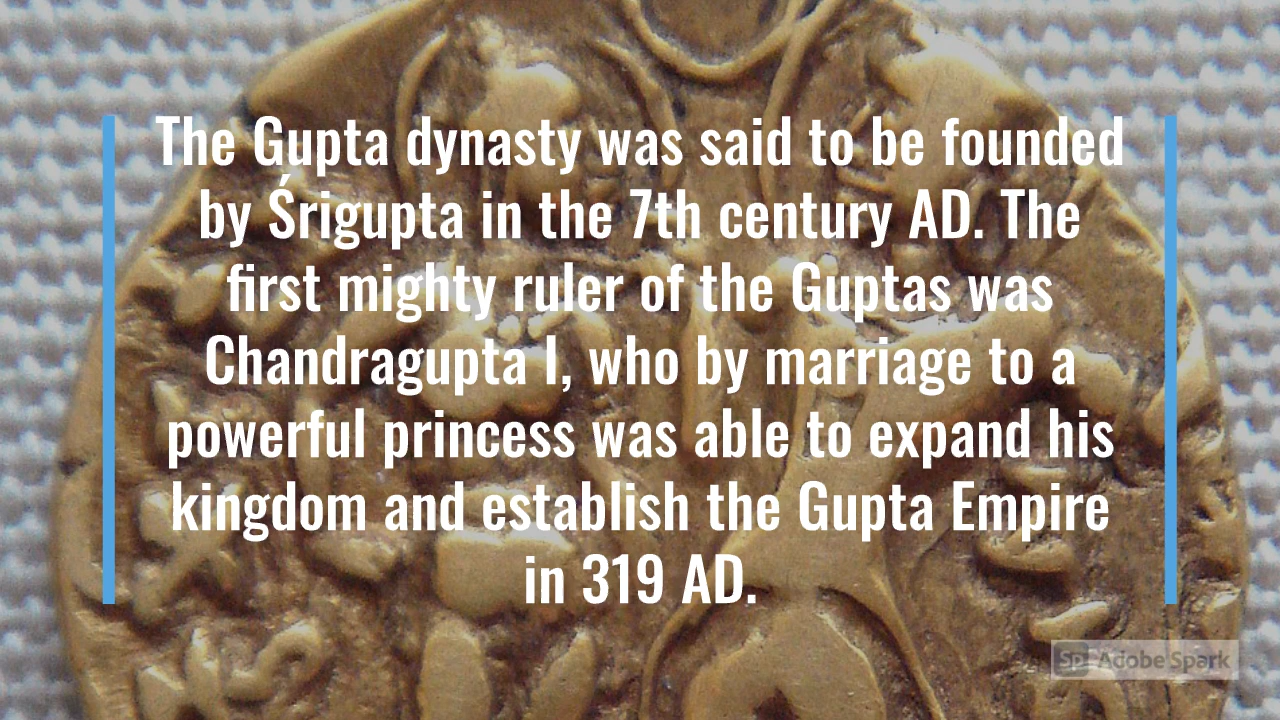 The Gupta dynasty was said to be founded
by Śrigupta in the 7th century AD. The
first mighty ruler of the Guptas was
Chandragupta I, who by marriage to a
powerful princess was able to expand his
kingdom and establish the Gupta Empire
in 319 AD.
Sp Adobe Spark